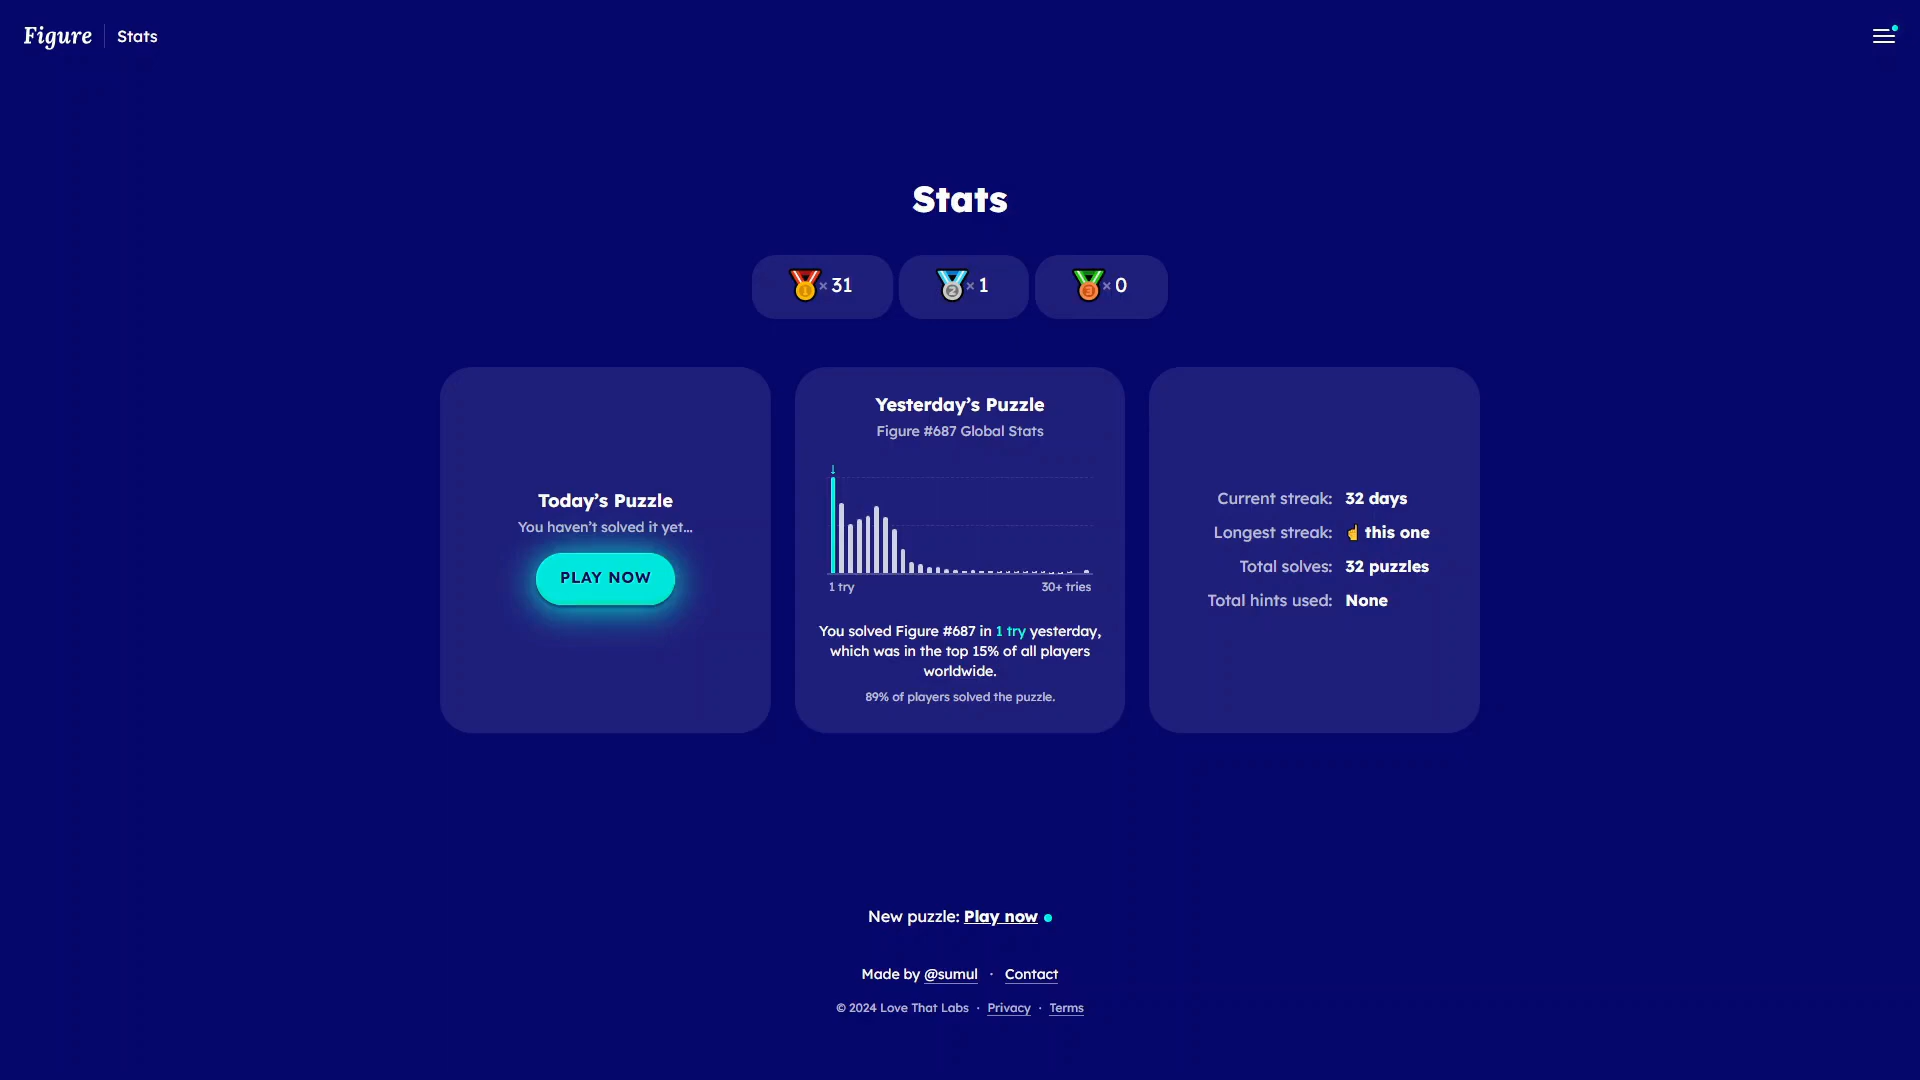 Figure
Stats
Stats
× 31
× 1
× 0
Today’s Puzzle
You haven’t solved it yet...
PLAY NOW
Yesterday’s Puzzle
Figure #687 Global Stats
↓
1 try
30+ tries
You solved Figure #687 in 1 try yesterday,
which was in the top 15% of all players
worldwide.
89% of players solved the puzzle.
Current streak: 32 days
Longest streak: ☝ this one
Total solves: 32 puzzles
Total hints used: None
New puzzle: Play now
Made by @sumul · Contact
© 2024 Love That Labs · Privacy · Terms